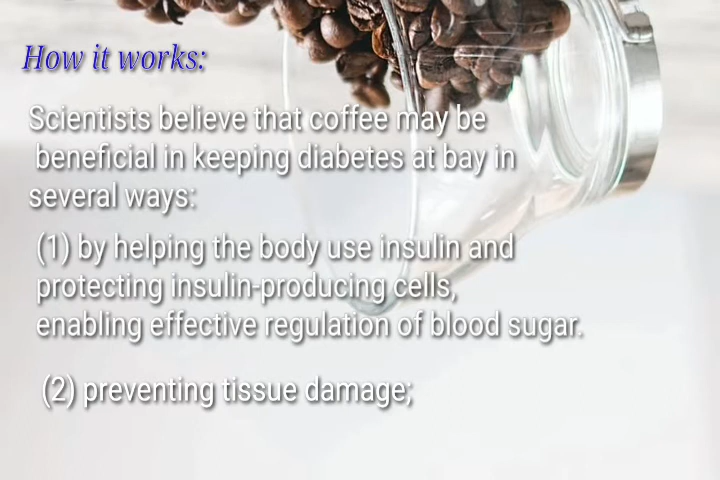 How it works:
Scientists believe that coffee may be
beneficial in keeping diabetes at bay in
several ways:
(1) by helping the body use insulin and
protecting insulin-producing cells,
enabling effective regulation of blood sugar.
(2) preventing tissue damage;